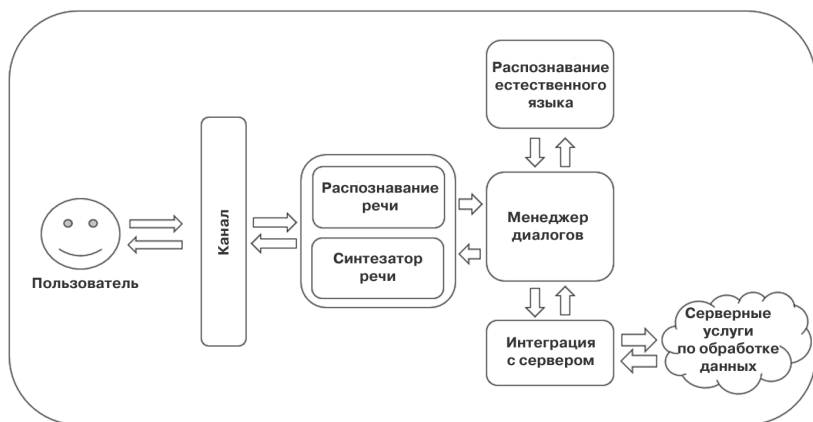 Распознавание
естественного
языка
Распознавание
речи
Менеджер
диалогов
Канал
Синтезатор
речи
Пользователь
Интеграция
с сервером
Серверные
услуги
по обработке
данных